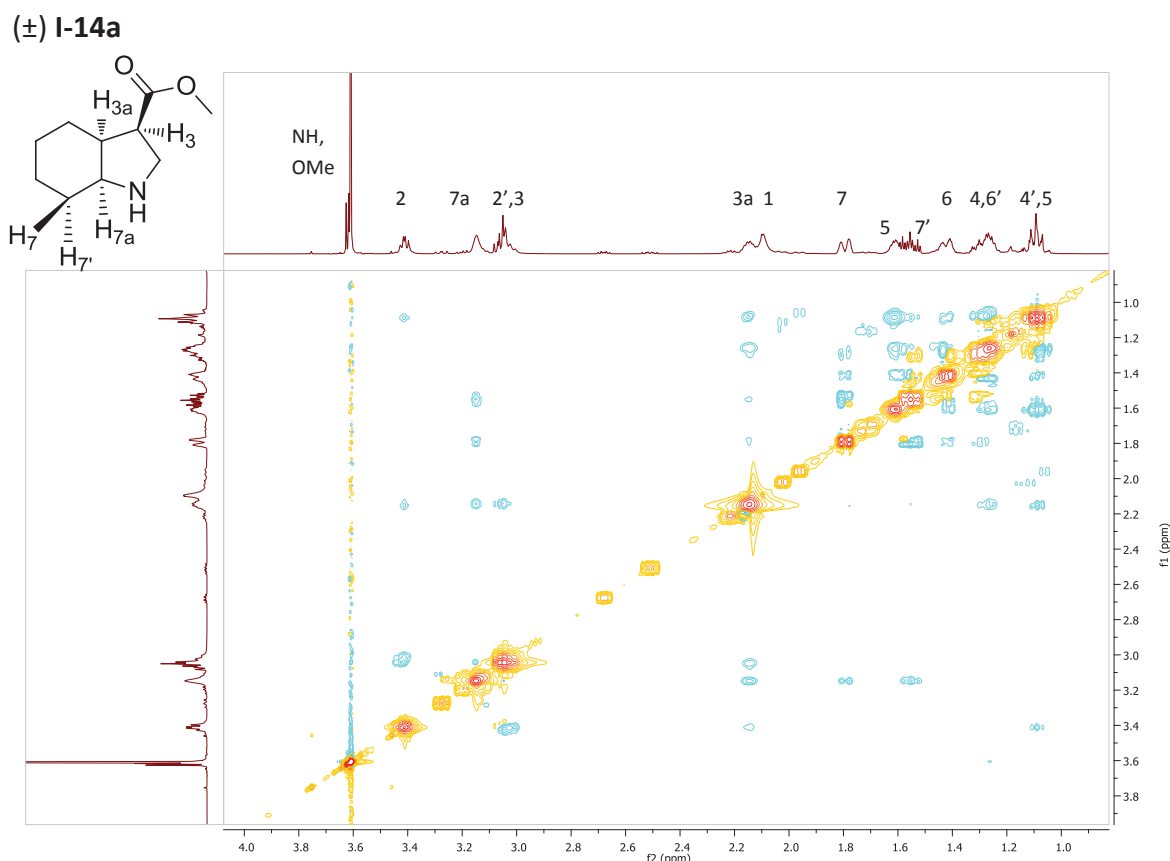 (±) I-14a
O
O
H3a
H3
N
H
H7
H7a
H7'
NH,
OMe
2
7a
2',3
3a
1
7
5
7'
6
4,6'
4',5
1.0
1.2
1.4
1.6
1.8
2.0
2.2
2.4
2.6
2.8
3.0
3.2
3.4
3.6
3.8
f1 (ppm)
4.0 3.8 3.6 3.4 3.2 3.0 2.8 2.6 2.4 2.2 2.0 1.8 1.6 1.4 1.2 1.0
f2 (ppm)